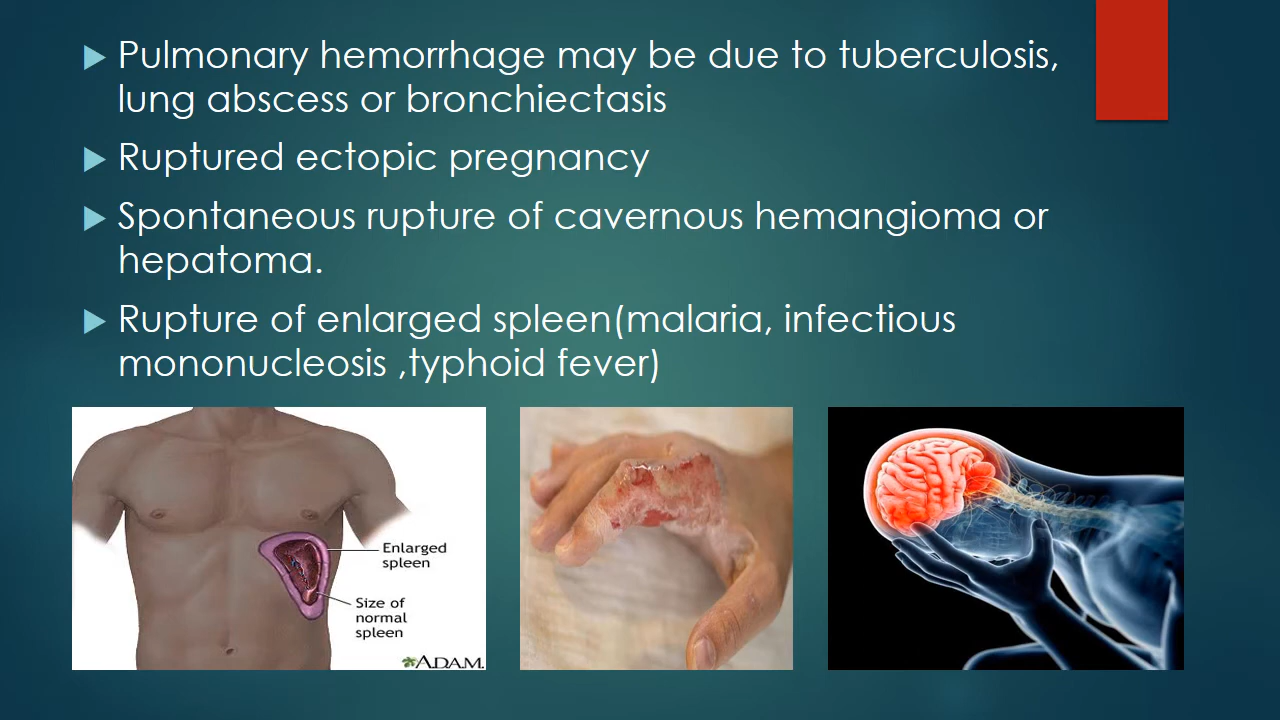 Pulmonary hemorrhage may be due to tuberculosis,
lung abscess or bronchiectasis
Ruptured ectopic pregnancy
Spontaneous rupture of cavernous hemangioma or
hepatoma.
Rupture of enlarged spleen(malaria, infectious
mononucleosis ,typhoid fever)
Enlarged
spleen
Size of
normal
spleen
A.D.A.M.